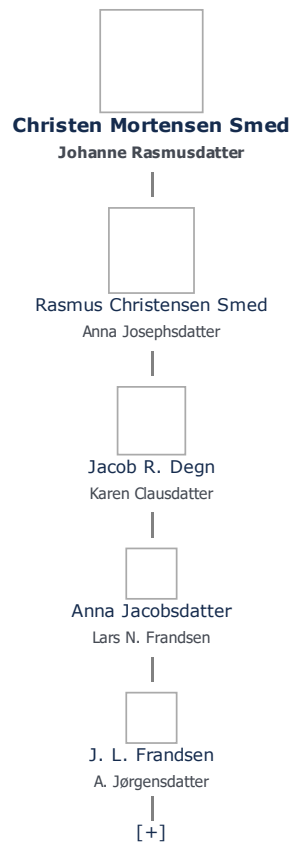 Christen Mortensen Smed
Johanne Rasmusdatter
Rasmus Christensen Smed
Anna Josephsdatter
Jacob R. Degn
Karen Clausdatter
Anna Jacobsdatter
Lars N. Frandsen
J. L. Frandsen
A. Jørgensdatter
[+]